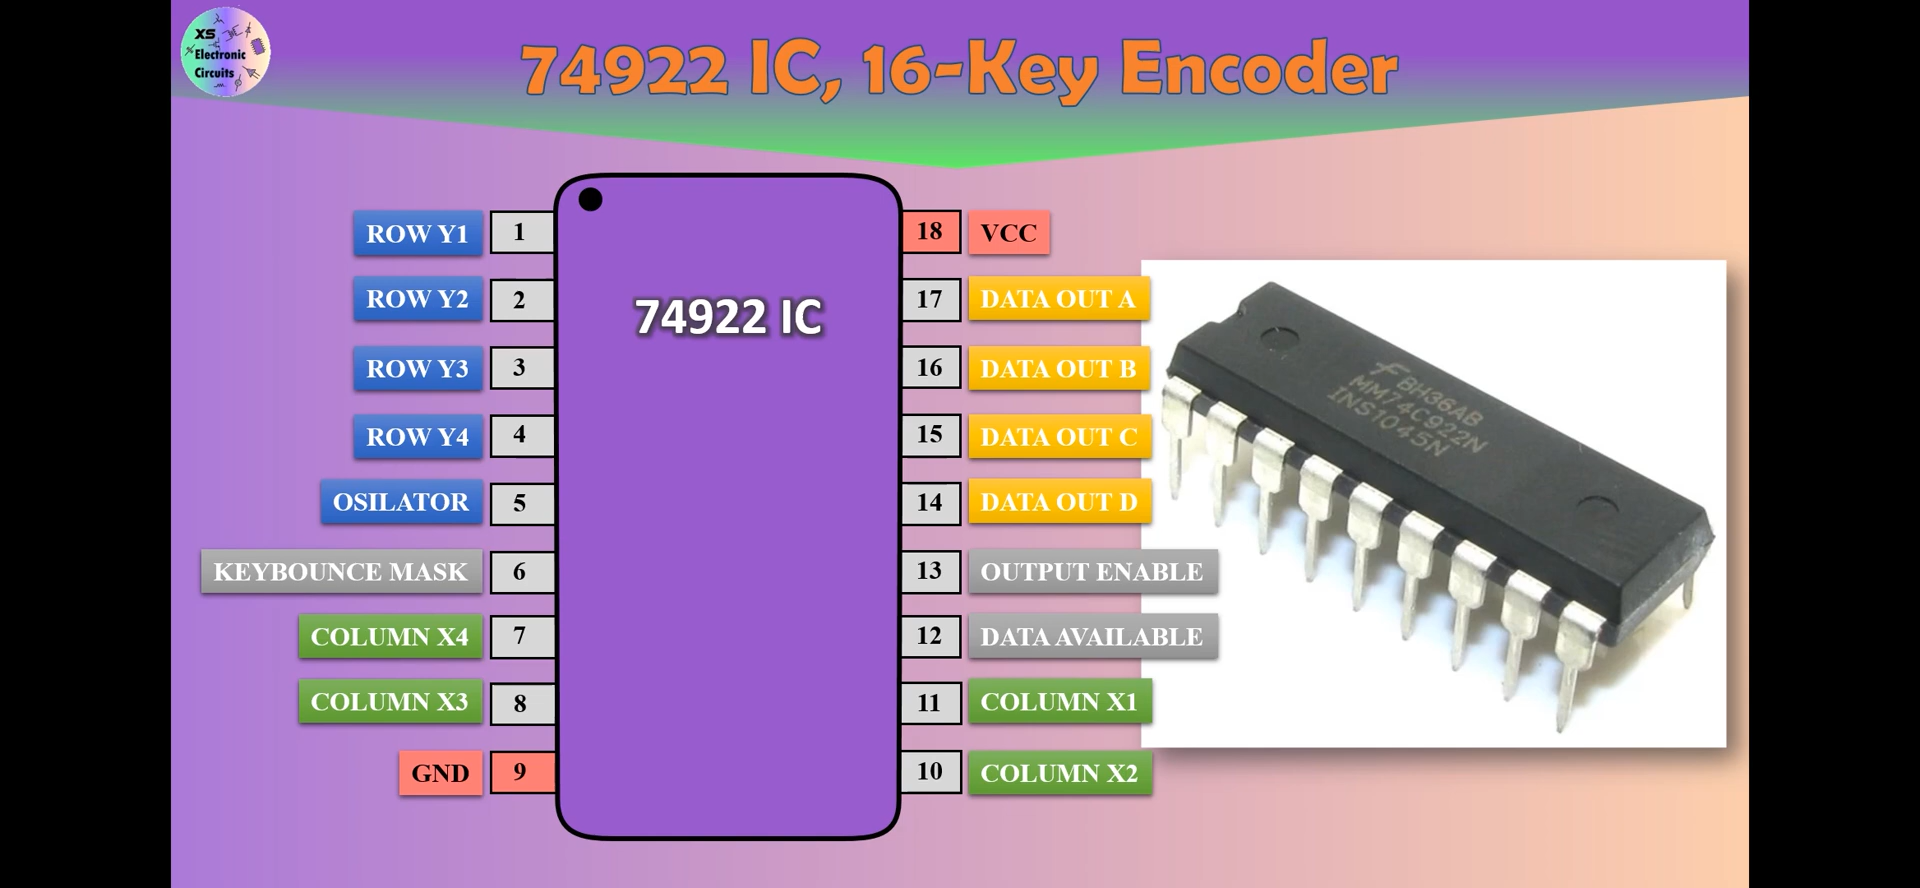 XS
Electronic
Circuits
74922 IC, 16-Key Encoder
74922 IC
ROW Y1 1
ROW Y2 2
ROW Y3 3
ROW Y4 4
OSILATOR 5
KEYBOUNCE MASK 6
COLUMN X4 7
COLUMN X3 8
GND 9
18 VCC
17 DATA OUT A
16 DATA OUT B
15 DATA OUT C
14 DATA OUT D
13 OUTPUT ENABLE
12 DATA AVAILABLE
11 COLUMN X1
10 COLUMN X2
BH36AB
MM74C922N
INS1045N